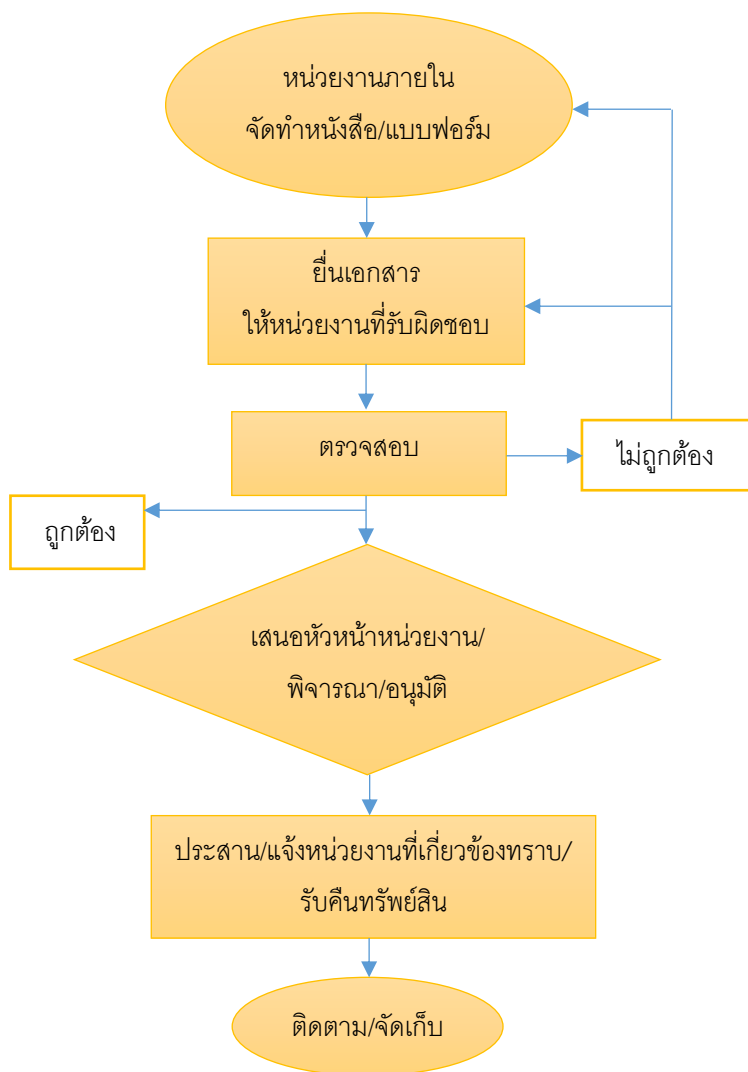 หน่วยงานภายใน
จัดทำหนังสือ/แบบฟอร์ม
ยื่นเอกสาร
ให้หน่วยงานที่รับผิดชอบ
ตรวจสอบ
ไม่ถูกต้อง
ถูกต้อง
เสนอหัวหน้าหน่วยงาน/
พิจารณา/อนุมัติ
ประสาน/แจ้งหน่วยงานที่เกี่ยวข้องทราบ/
รับคืนทรัพย์สิน
ติดตาม/จัดเก็บ